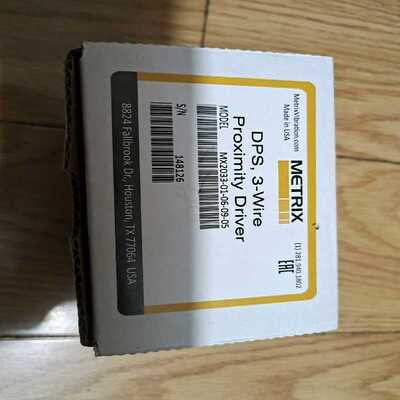 MetrixVibration.com
Made in USA
METRIX
(1) 281.940.1802
EAC
DPS, 3-Wire
Proximity Driver
MODEL
MX2033-01-06-09-05
S/N
148126
8824 Fallbrook Dr., Houston, TX 77064 USA